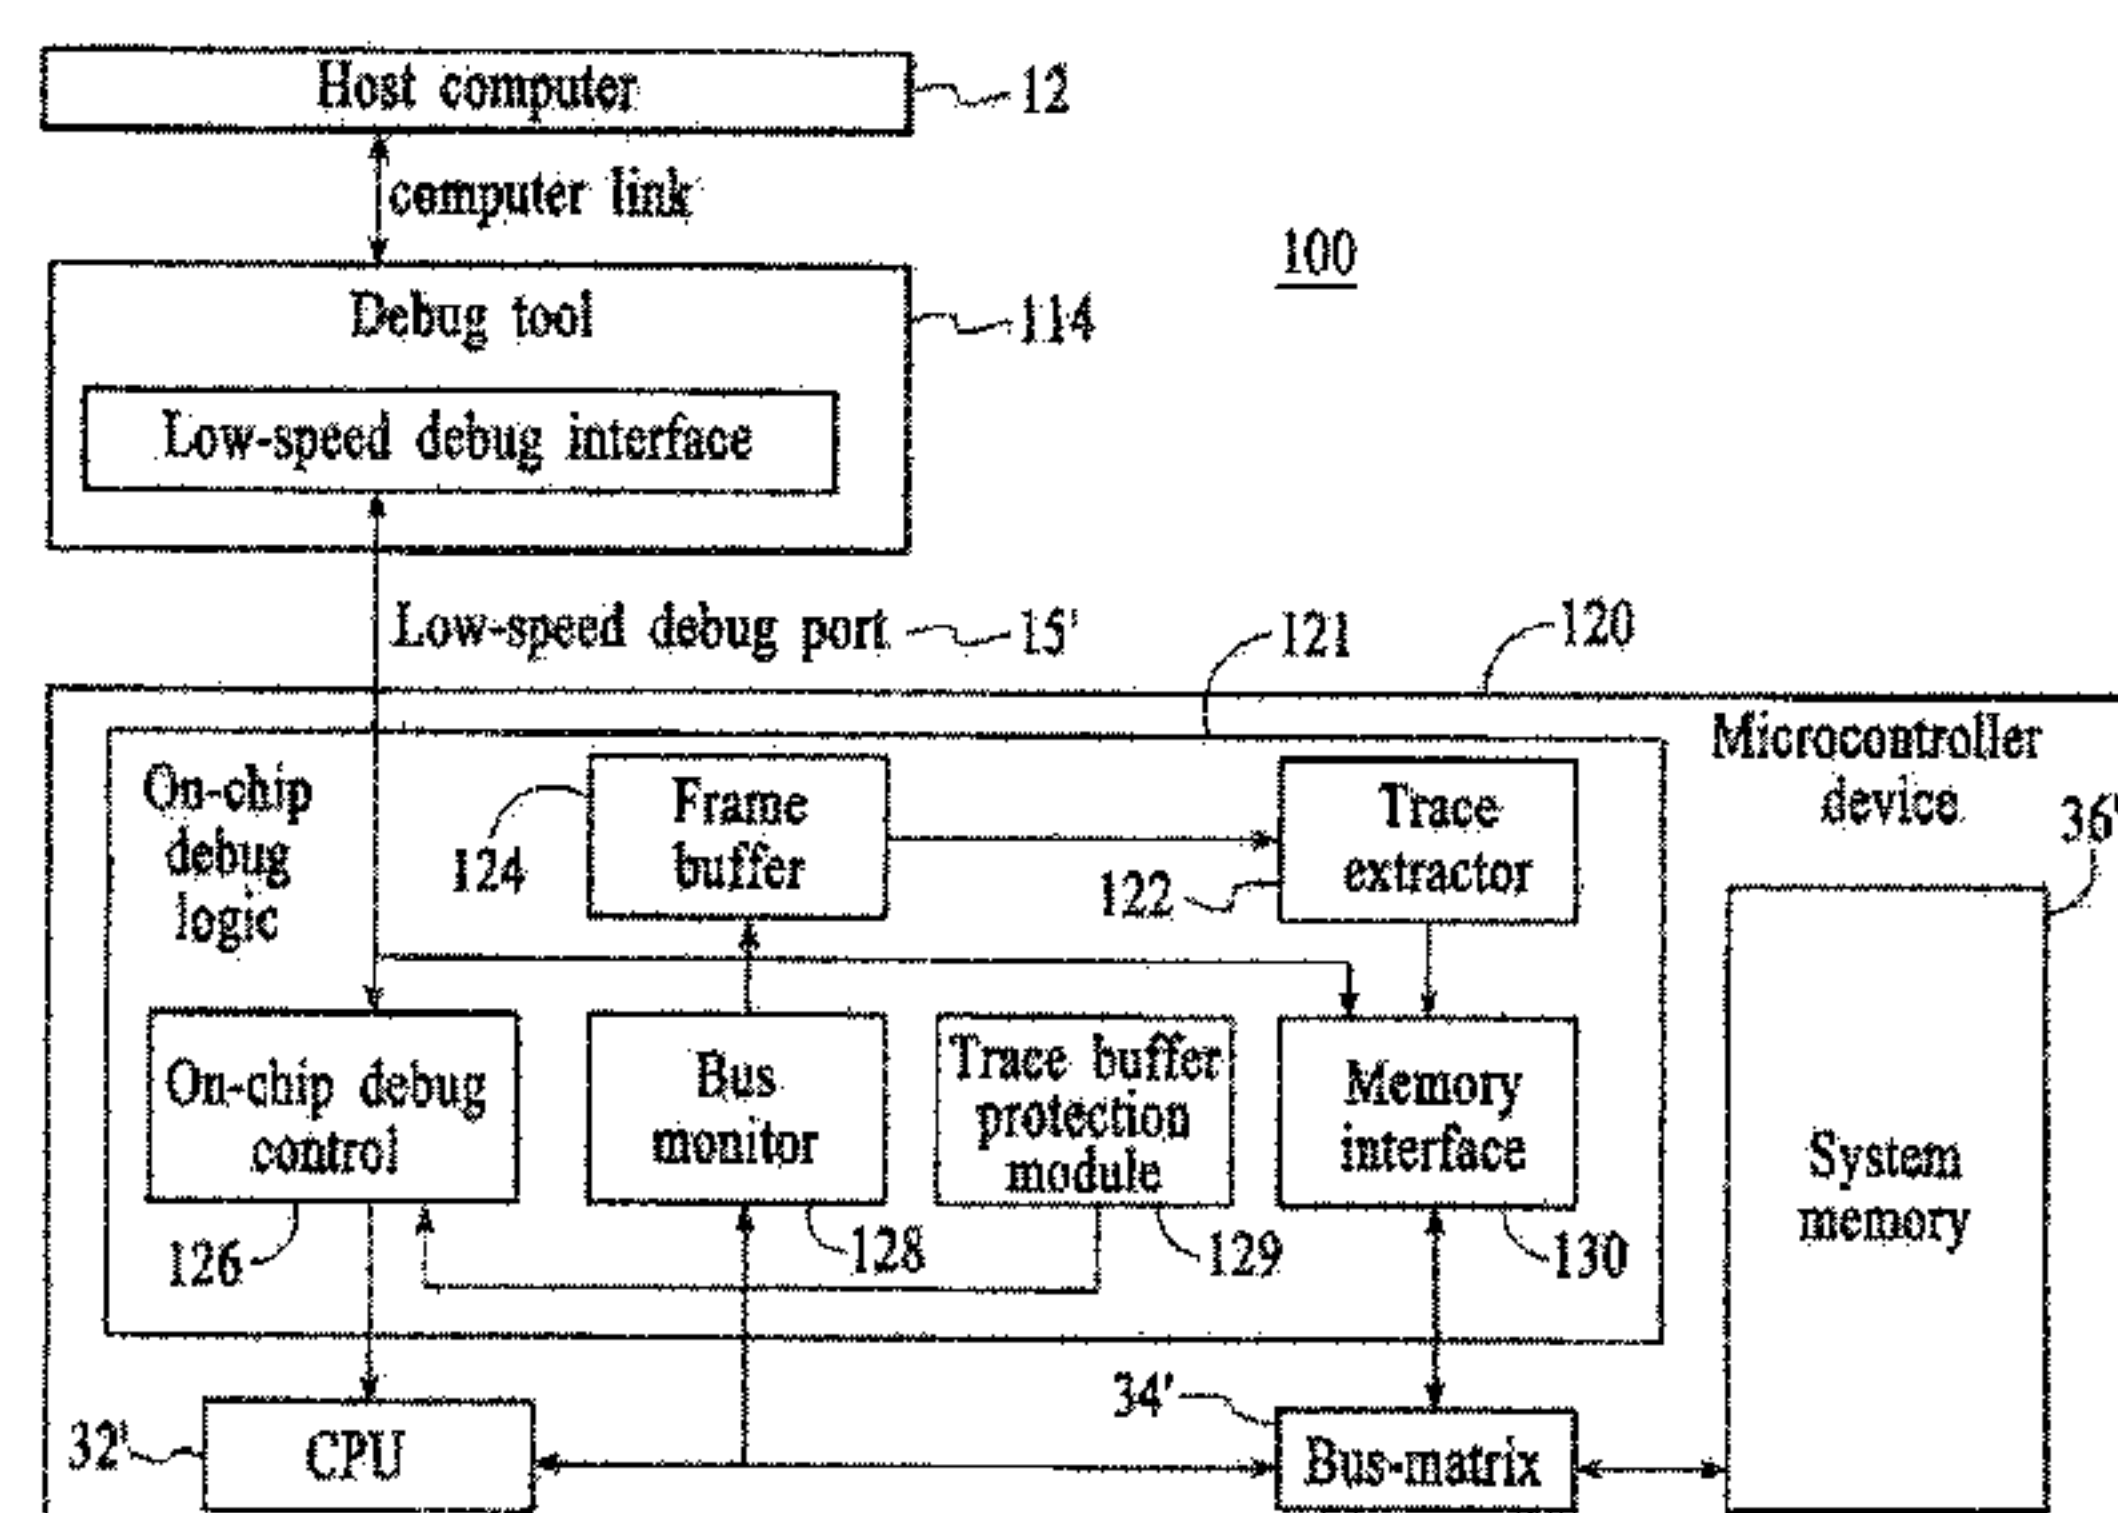 Host computer
12
computer link
100
Debug tool
114
Low-speed debug interface
Low-speed debug port
15'
121
120
Microcontroller
device
36'
On-chip
debug
logic
124
Frame
buffer
122
Trace
extractor
On-chip debug
control
Bus
monitor
Trace buffer
protection
module
Memory
interface
System
memory
126
128
129
130
34'
32'
CPU
Bus-matrix